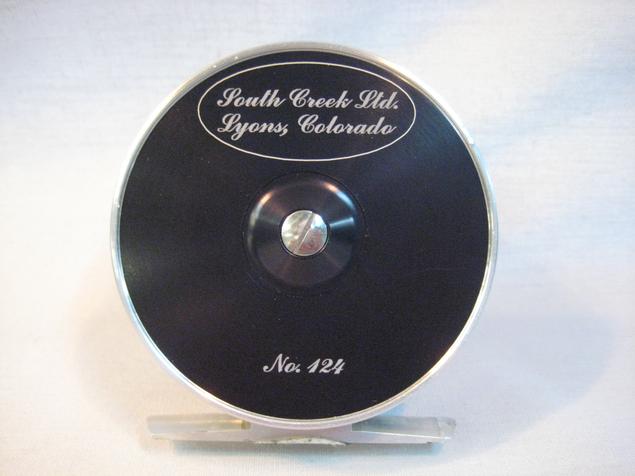 South Creek Ltd.
Lyons, Colorado
No. 124